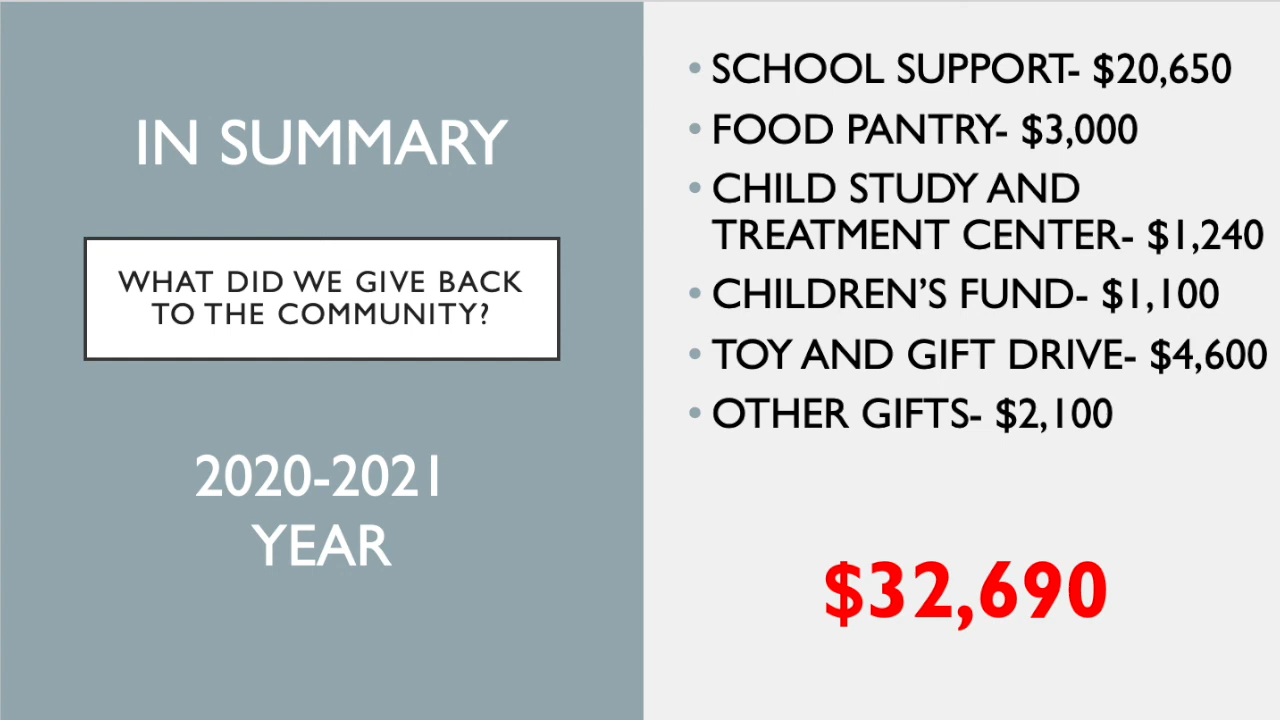 IN SUMMARY
WHAT DID WE GIVE BACK
TO THE COMMUNITY?
2020-2021
YEAR
• SCHOOL SUPPORT- $20,650
• FOOD PANTRY- $3,000
• CHILD STUDY AND
TREATMENT CENTER- $1,240
• CHILDREN’S FUND- $1,100
• TOY AND GIFT DRIVE- $4,600
• OTHER GIFTS- $2,100
$32,690